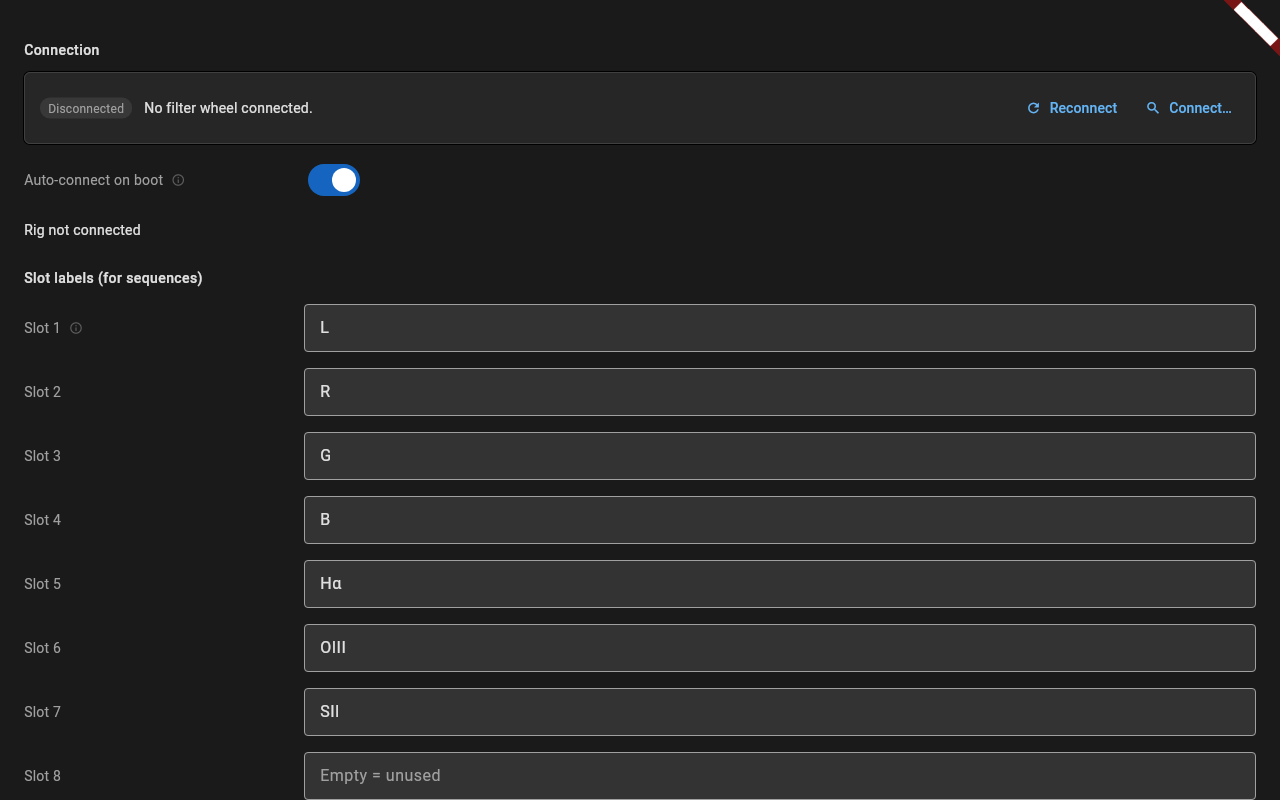 Connection
Disconnected No filter wheel connected. Reconnect Connect…
Auto-connect on boot
Rig not connected
Slot labels (for sequences)
Slot 1 L
Slot 2 R
Slot 3 G
Slot 4 B
Slot 5 Hα
Slot 6 OIII
Slot 7 SII
Slot 8 Empty = unused